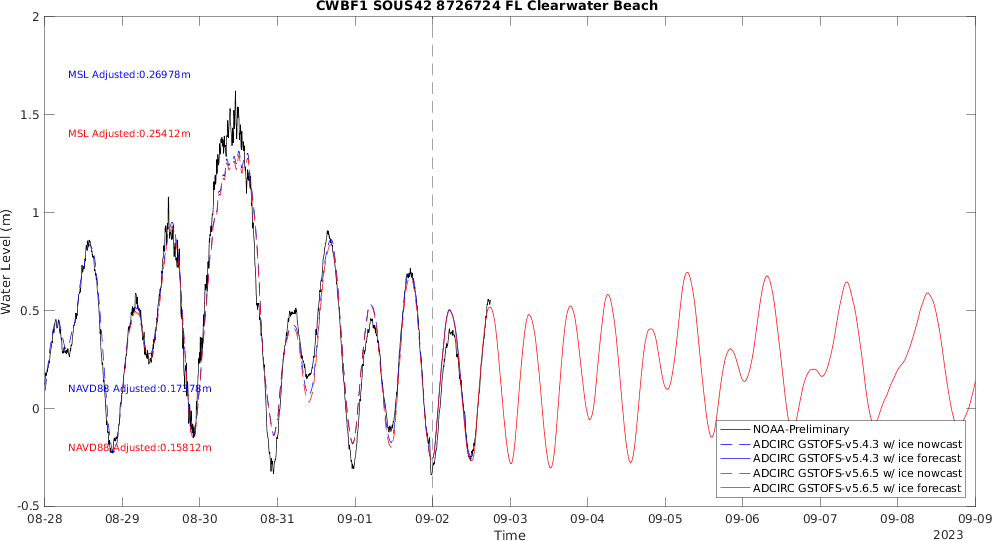 CWBF1 SOUS42 8726724 FL Clearwater Beach
2
1.5
1
0.5
0
-0.5
Water Level (m)
MSL Adjusted:0.26978m
MSL Adjusted:0.25412m
NAVD88 Adjusted:0.17378m
NAVD88 Adjusted:0.15812m
NOAA-Preliminary
ADCIRC GSTOFS-v5.4.3 w/ ice nowcast
ADCIRC GSTOFS-v5.4.3 w/ ice forecast
ADCIRC GSTOFS-v5.6.5 w/ ice nowcast
ADCIRC GSTOFS-v5.6.5 w/ ice forecast
08-28 08-29 08-30 08-31 09-01 09-02 09-03 09-04 09-05 09-06 09-07 09-08 09-09
Time
2023